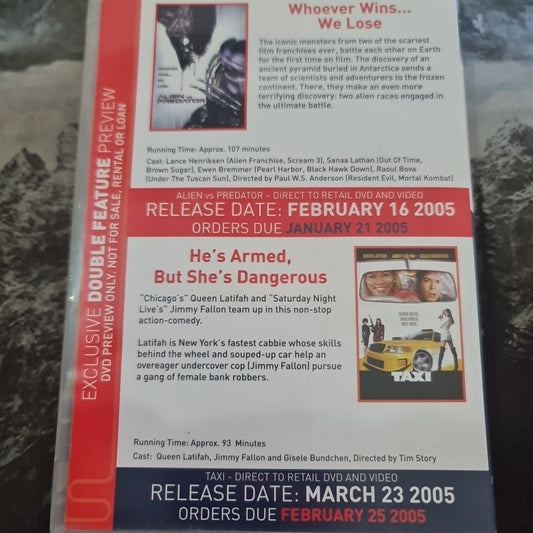 EXCLUSIVE DOUBLE FEATURE PREVIEW
DVD PREVIEW ONLY. NOT FOR SALE, RENTAL OR LOAN
ALIEN VS. PREDATOR
Whoever Wins...
We Lose
The iconic monsters from two of the scariest
film franchises ever, battle each other on Earth
for the first time on film. The discovery of an
ancient pyramid buried in Antarctica sends a
team of scientists and adventurers to the frozen
continent. There, they make an even more
terrifying discovery: two alien races engaged in
the ultimate battle.
Running Time: Approx. 107 minutes
Cast: Lance Henriksen (Alien Franchise, Scream 3), Sanaa Lathan (Out Of Time,
Brown Sugar), Ewen Bremmer (Pearl Harbor, Black Hawk Down), Raoul Bova
(Under The Tuscan Sun), Directed by Paul W.S. Anderson (Resident Evil, Mortal Kombat)
ALIEN vs PREDATOR - DIRECT TO RETAIL DVD AND VIDEO
RELEASE DATE: FEBRUARY 16 2005
ORDERS DUE JANUARY 21 2005
He's Armed,
But She's Dangerous
"Chicago's" Queen Latifah and "Saturday Night
Live's" Jimmy Fallon team up in this non-stop
action-comedy.
Latifah is New York's fastest cabbie whose skills
behind the wheel and souped-up car help an
overeager undercover cop (Jimmy Fallon) pursue
a gang of female bank robbers.
QUEEN LATIFAH JIMMY FALLON GISELE BUNDCHEN
TAXI
Running Time: Approx. 93 Minutes
Cast: Queen Latifah, Jimmy Fallon and Gisele Bundchen, Directed by Tim Story
TAXI - DIRECT TO RETAIL DVD AND VIDEO
RELEASE DATE: MARCH 23 2005
ORDERS DUE FEBRUARY 25 2005